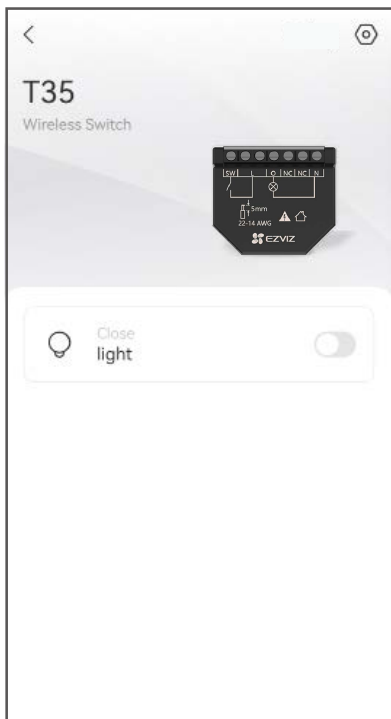 T35
Wireless Switch
SW L O NC NC N
5mm
22-14 AWG
EZVIZ
Close
light